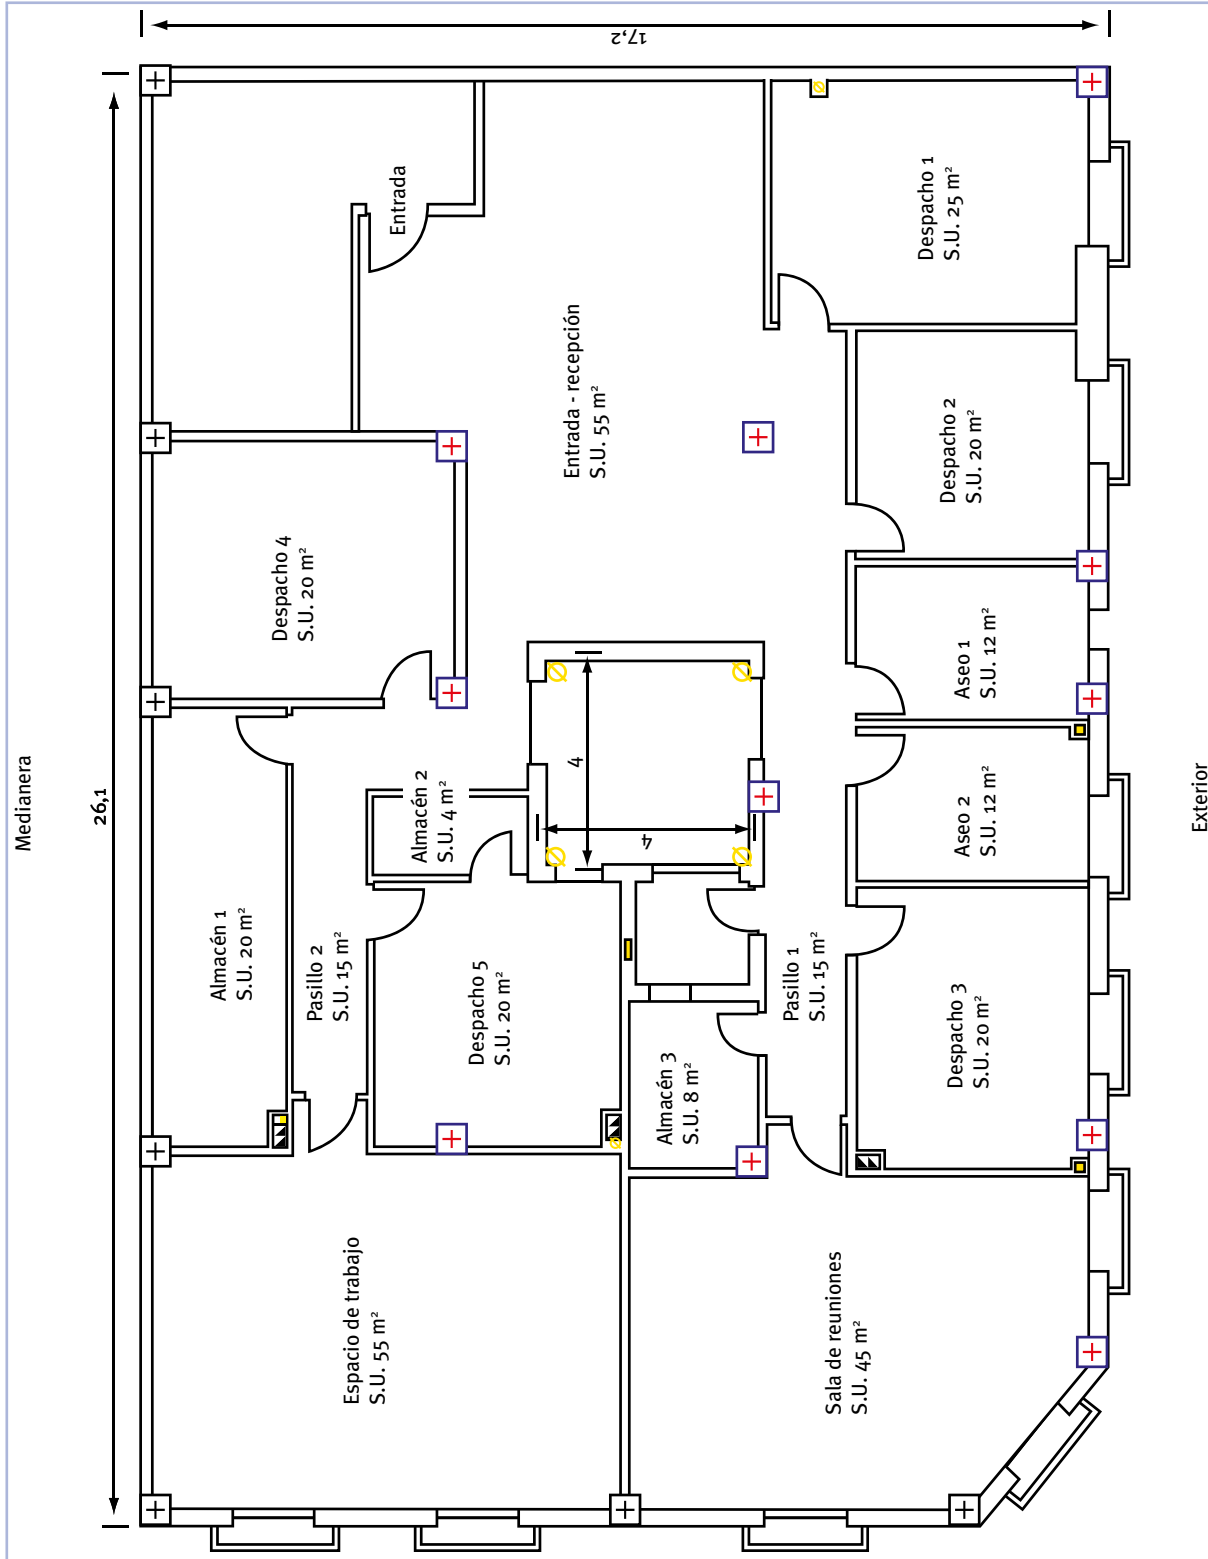 17,2
Medianera
26,1
Entrada
Despacho 1
S.U. 25 m²
Entrada - recepción
S.U. 55 m²
Despacho 2
S.U. 20 m²
Despacho 4
S.U. 20 m²
Aseo 1
S.U. 12 m²
4
4
Almacén 2
S.U. 4 m²
Aseo 2
S.U. 12 m²
Exterior
Almacén 1
S.U. 20 m²
Pasillo 2
S.U. 15 m²
Despacho 5
S.U. 20 m²
Pasillo 1
S.U. 15 m²
Despacho 3
S.U. 20 m²
Almacén 3
S.U. 8 m²
Espacio de trabajo
S.U. 55 m²
Sala de reuniones
S.U. 45 m²